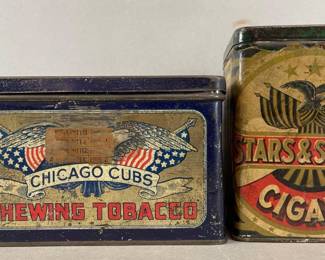 CHICAGO CUBS
CHEWING TOBACCO
STARS & S
CIGA